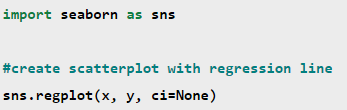 import seaborn as sns
#create scatterplot with regression line
sns.regplot(x, y, ci=None)